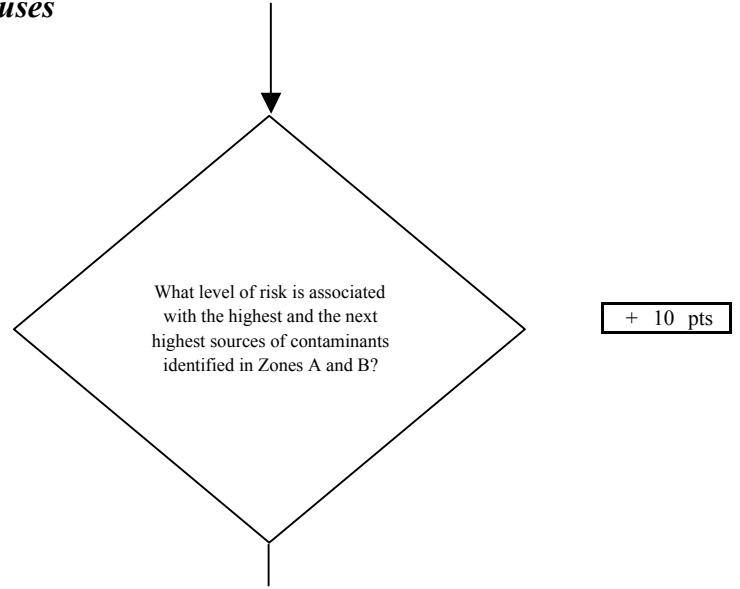 What level of risk is associated
with the highest and the next
highest sources of contaminants
identified in Zones A and B?
+ 10 pts